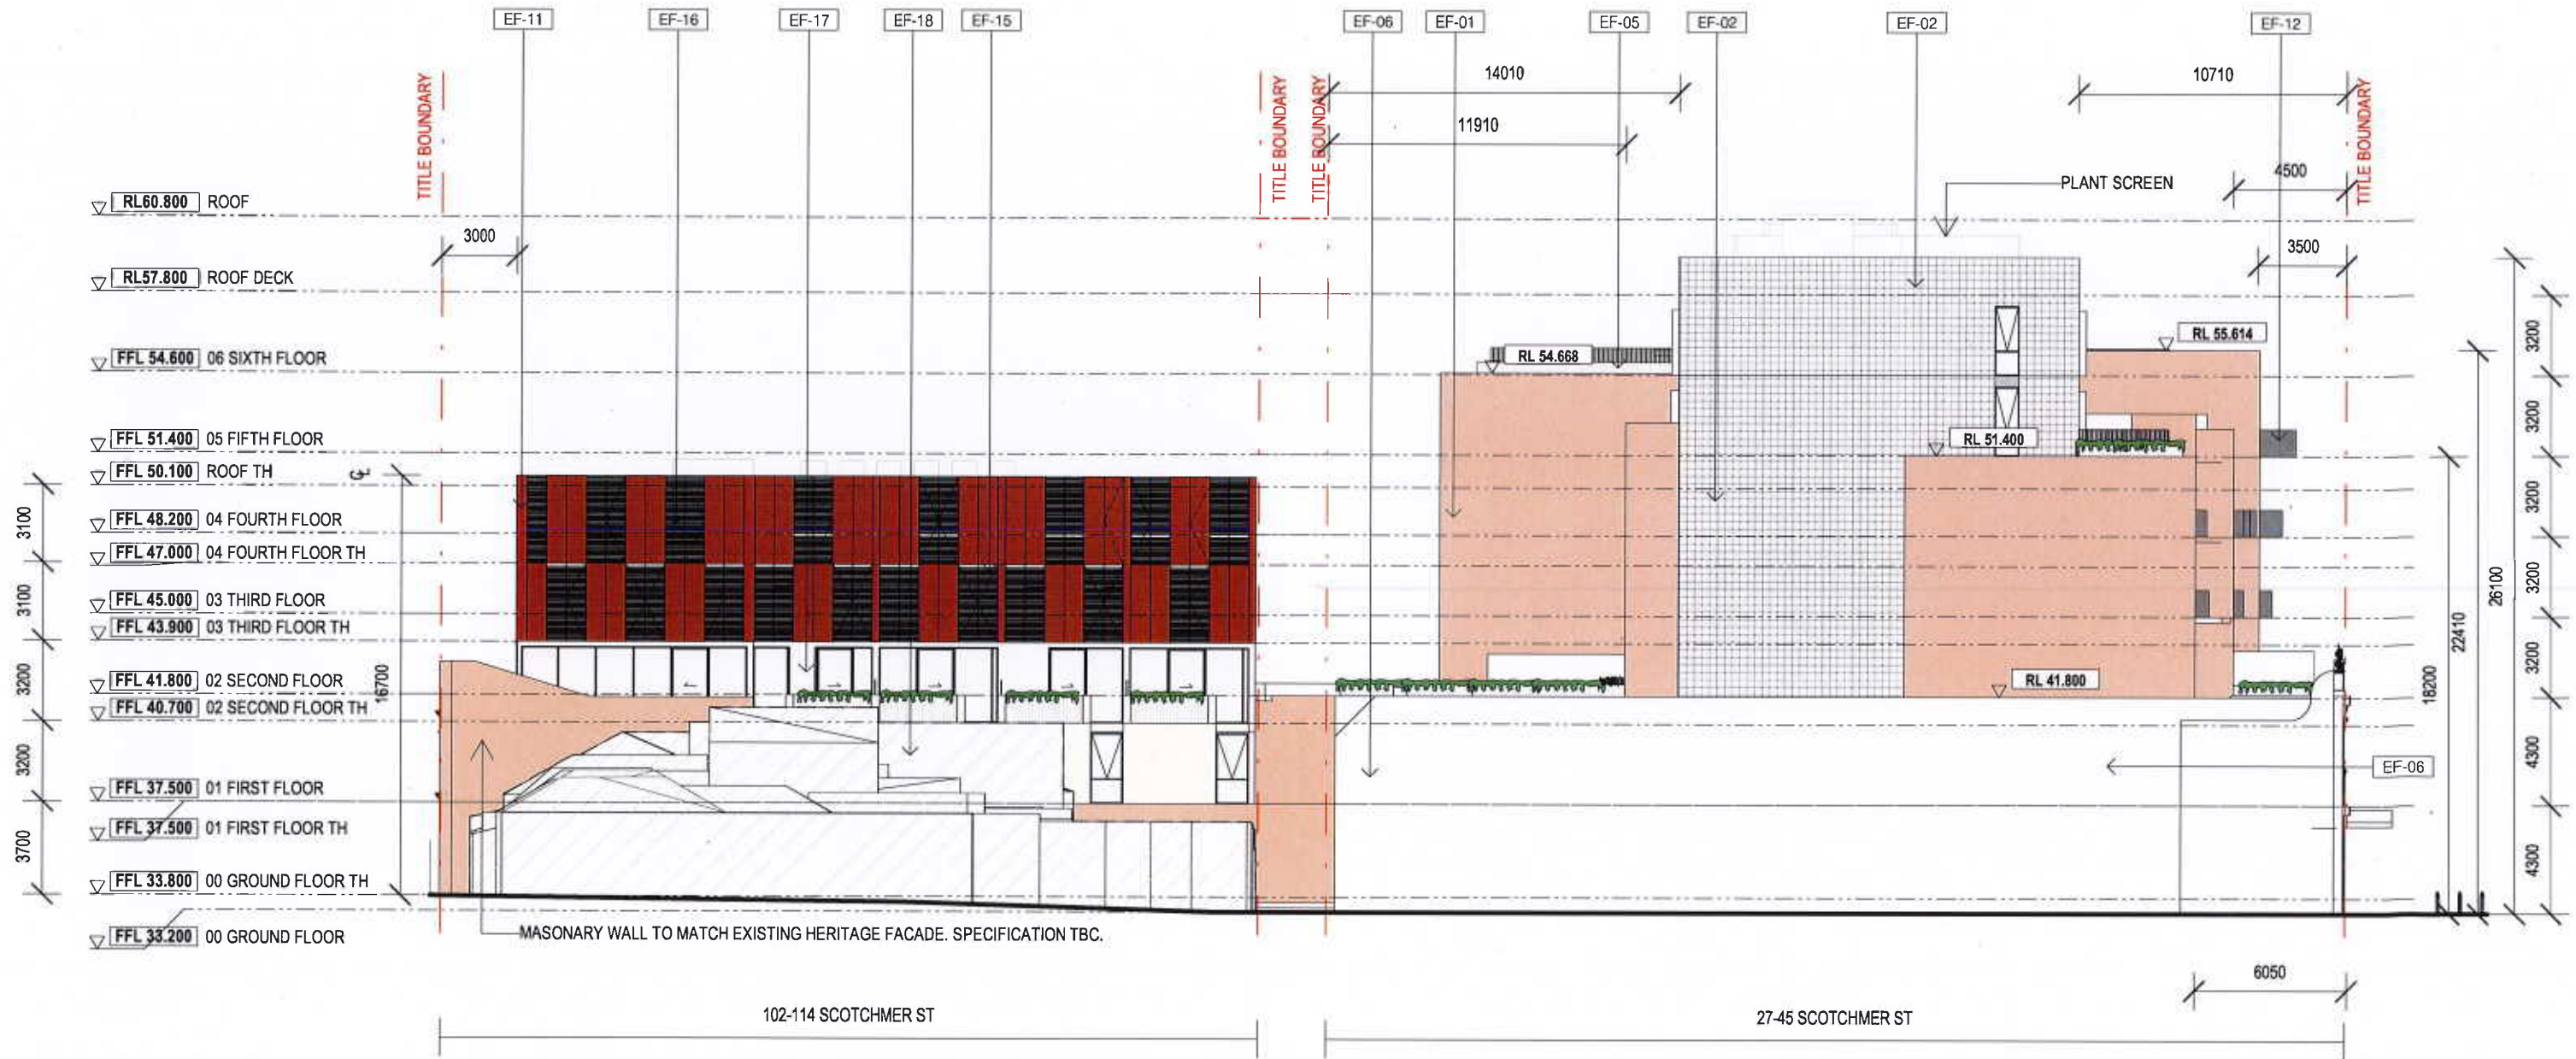 EF-11
EF-16
EF-17
EF-18
EF-15
EF-06
EF-01
EF-05
EF-02
EF-02
EF-12
TITLE BOUNDARY
TITLE BOUNDARY
TITLE BOUNDARY
TITLE BOUNDARY
14010
10710
11910
4500
PLANT SCREEN
3000
3500
RL60.800 ROOF
RL57.800 ROOF DECK
FFL 54.600 06 SIXTH FLOOR
FFL 51.400 05 FIFTH FLOOR
FFL 50.100 ROOF TH
FFL 48.200 04 FOURTH FLOOR
FFL 47.000 04 FOURTH FLOOR TH
FFL 45.000 03 THIRD FLOOR
FFL 43.900 03 THIRD FLOOR TH
FFL 41.800 02 SECOND FLOOR
FFL 40.700 02 SECOND FLOOR TH
FFL 37.500 01 FIRST FLOOR
FFL 37.500 01 FIRST FLOOR TH
FFL 33.800 00 GROUND FLOOR TH
FFL 33.200 00 GROUND FLOOR
3100
3100
3200
3200
3700
16700
RL 54.668
RL 55.614
RL 51.400
RL 41.800
3200
3200
3200
3200
3200
4300
4300
26100
22410
18200
EF-06
MASONARY WALL TO MATCH EXISTING HERITAGE FACADE. SPECIFICATION TBC.
6050
102-114 SCOTCHMER ST
27-45 SCOTCHMER ST